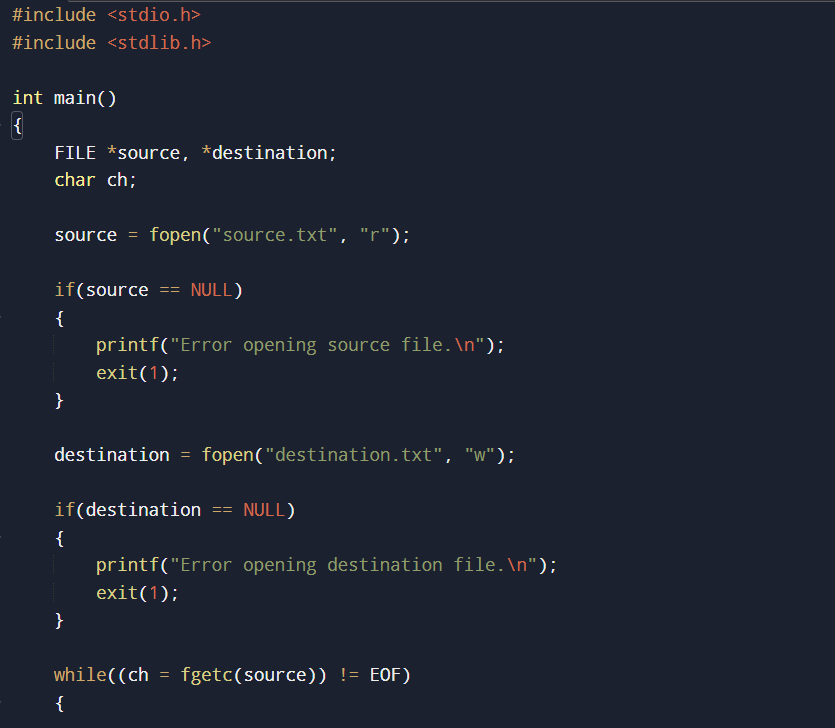 #include <stdio.h>
#include <stdlib.h>
int main()
{
FILE *source, *destination;
char ch;
source = fopen("source.txt", "r");
if(source == NULL)
{
printf("Error opening source file.\n");
exit(1);
}
destination = fopen("destination.txt", "w");
if(destination == NULL)
{
printf("Error opening destination file.\n");
exit(1);
}
while((ch = fgetc(source)) != EOF)
{